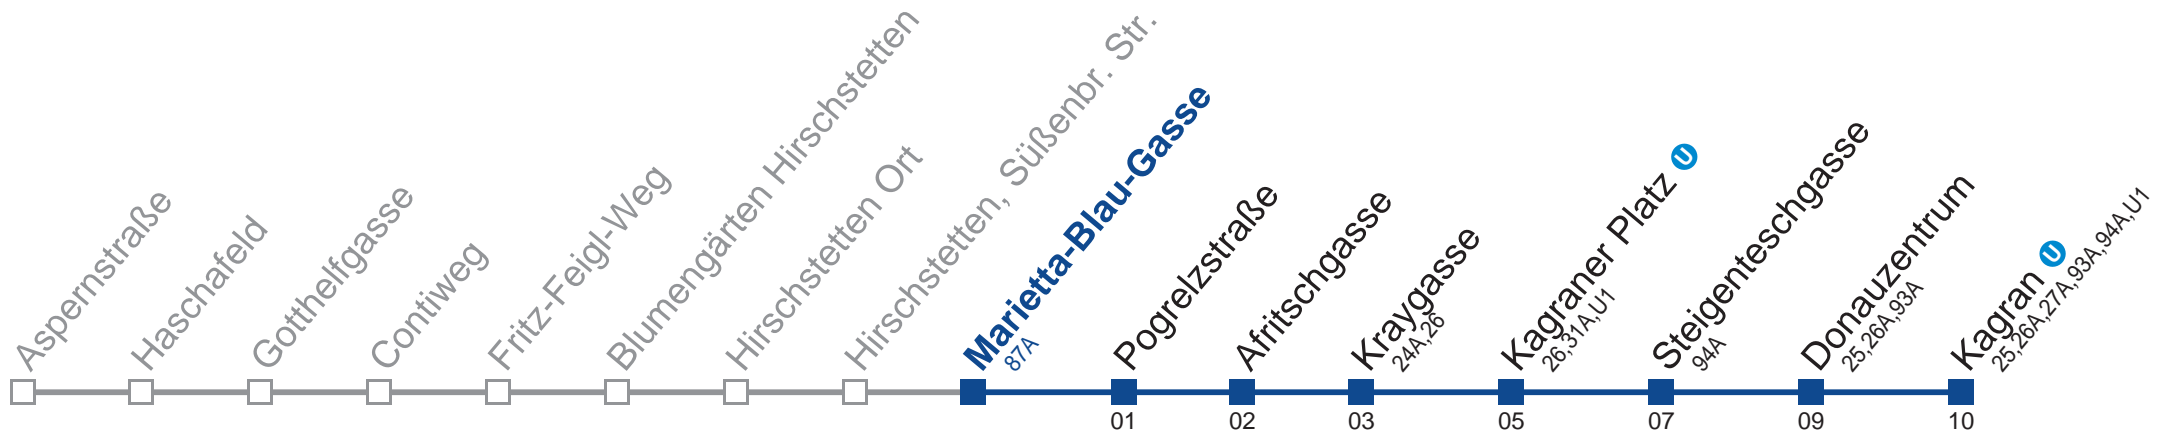 Aspernstraße
Haschafeld
Gotthelfgasse
Contiweg
Fritz-Feigl-Weg
Blumengärten Hirschstetten
Hirschstetten Ort
Hirschstetten, Süßenbr. Str.
Marietta-Blau-Gasse
87A
Pogrelzstraße
Afritschgasse
Kraygasse
24A,26
Kagraner Platz U
26,31A,U1
Steigenteschgasse
94A
Donauzentrum
25,26A,93A
Kagran U
25,26A,27A,93A,94A,U1
01
02
03
05
07
09
10